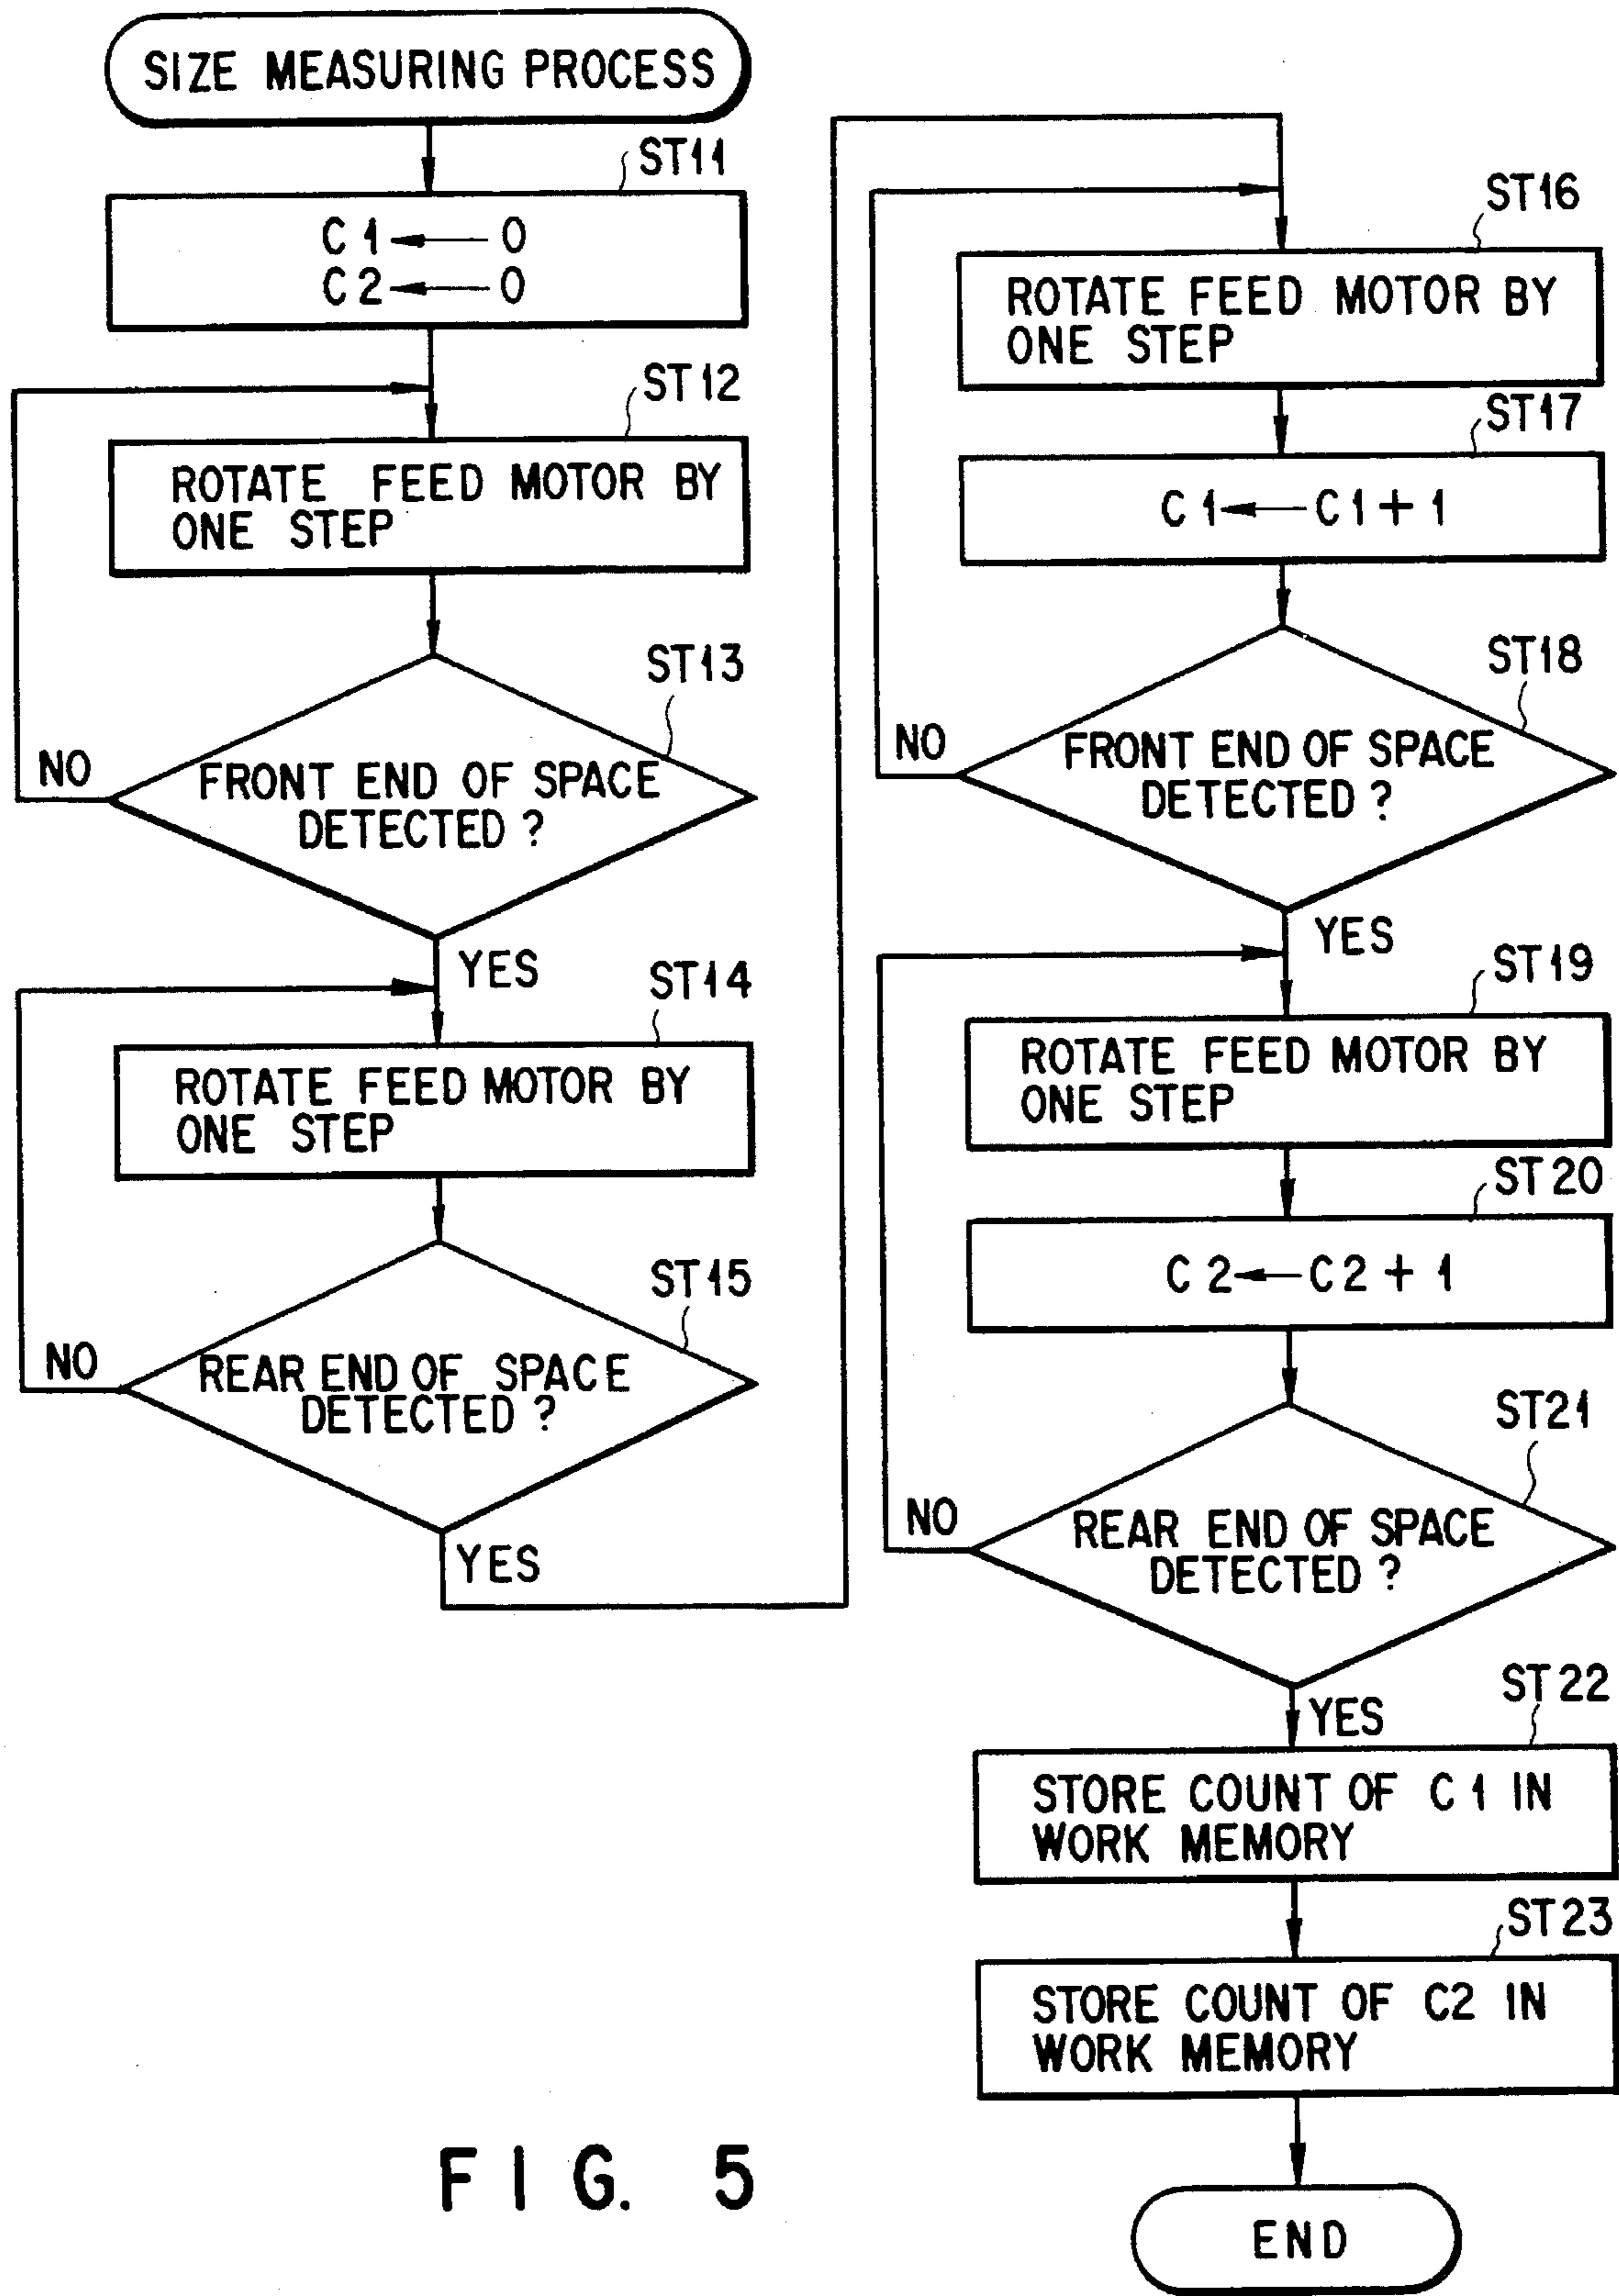 SIZE MEASURING PROCESS
ST11
C1 ← 0
C2 ← 0
ST12
ROTATE FEED MOTOR BY
ONE STEP
ST13
FRONT END OF SPACE
DETECTED ?
NO
YES
ST14
ROTATE FEED MOTOR BY
ONE STEP
ST15
REAR END OF SPACE
DETECTED ?
NO
YES
ST16
ROTATE FEED MOTOR BY
ONE STEP
ST17
C1 ← C1 + 1
ST18
FRONT END OF SPACE
DETECTED ?
NO
YES
ST19
ROTATE FEED MOTOR BY
ONE STEP
ST20
C2 ← C2 + 1
ST21
REAR END OF SPACE
DETECTED ?
NO
YES
ST22
STORE COUNT OF C1 IN
WORK MEMORY
ST23
STORE COUNT OF C2 IN
WORK MEMORY
END
FIG. 5